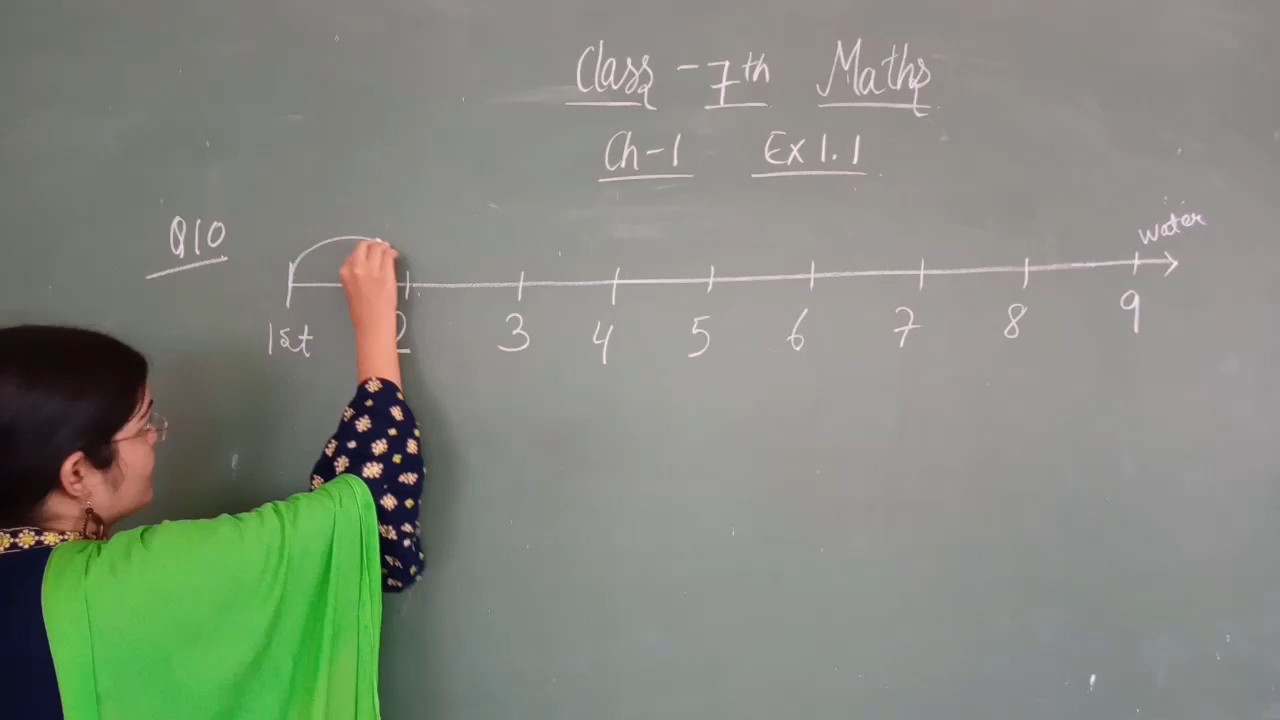 Class - 7th Maths
Ch-1 Ex 1.1
Q10
water
1st 2 3 4 5 6 7 8 9